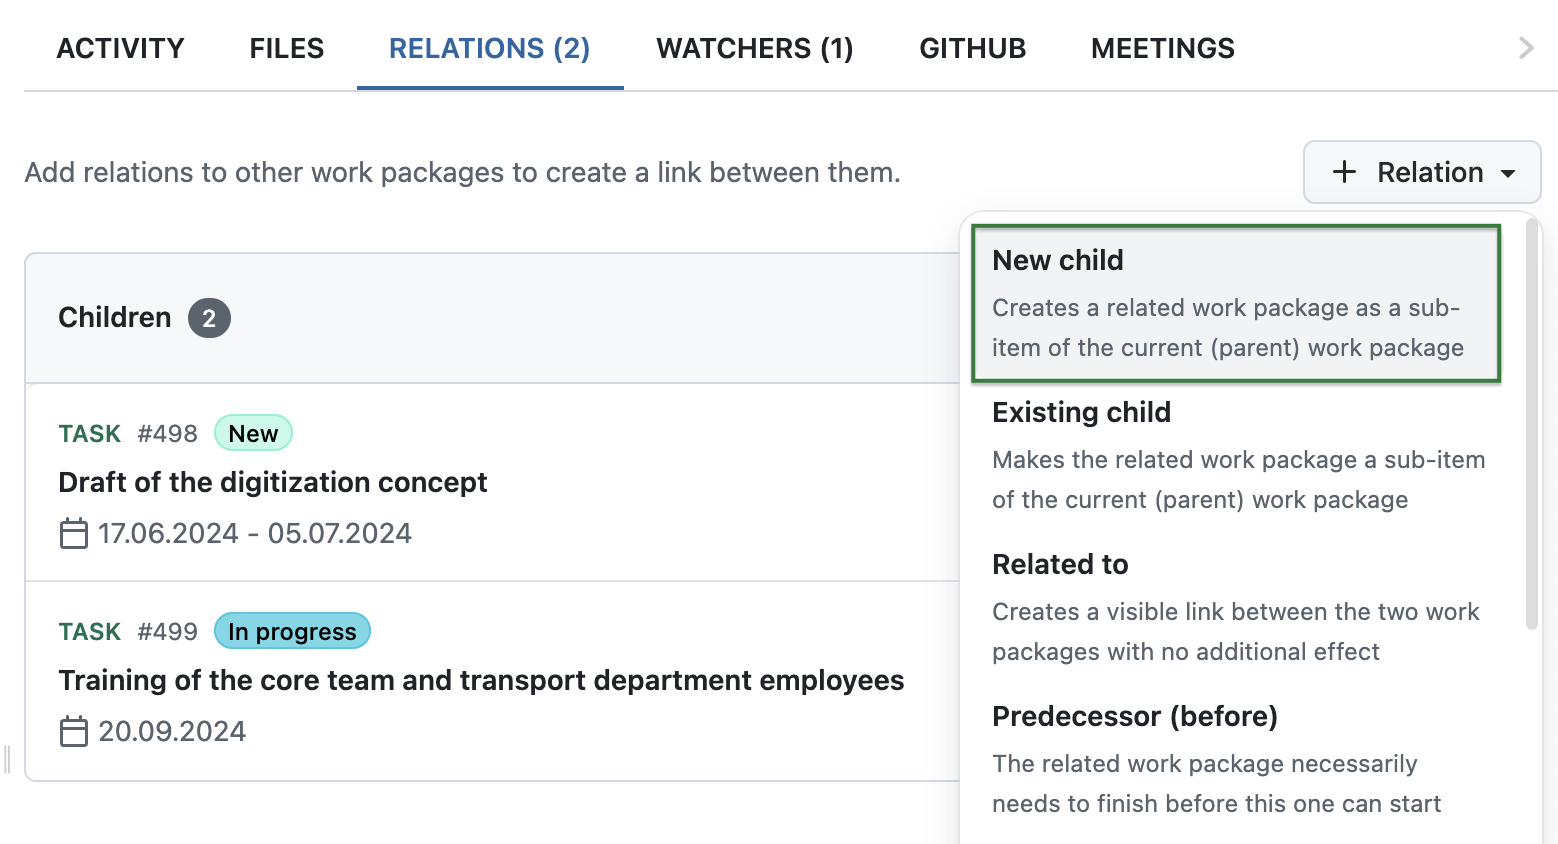 ACTIVITY FILES RELATIONS (2) WATCHERS (1) GITHUB MEETINGS
Add relations to other work packages to create a link between them.
+ Relation
Children 2
TASK #498 New
Draft of the digitization concept
17.06.2024 - 05.07.2024
TASK #499 In progress
Training of the core team and transport department employees
20.09.2024
New child
Creates a related work package as a sub-
item of the current (parent) work package
Existing child
Makes the related work package a sub-item
of the current (parent) work package
Related to
Creates a visible link between the two work
packages with no additional effect
Predecessor (before)
The related work package necessarily
needs to finish before this one can start